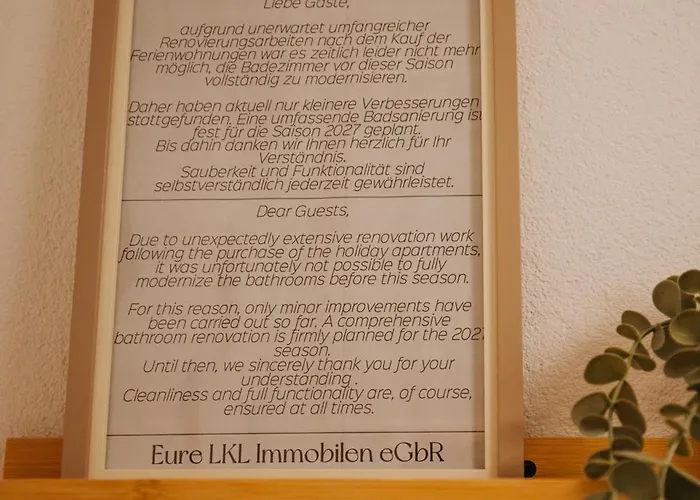 Liebe Gäste,
aufgrund unerwartet umfangreicher
Renovierungsarbeiten nach dem Kauf der
Ferienwohnungen war es zeitlich leider nicht mehr
möglich, die Badezimmer vor dieser Saison
vollständig zu modernisieren.
Daher haben aktuell nur kleinere Verbesserungen
stattgefunden. Eine umfassende Badsanierung ist
fest für die Saison 2027 geplant.
Bis dahin danken wir Ihnen herzlich für Ihr
Verständnis.
Sauberkeit und Funktionalität sind
selbstverständlich jederzeit gewährleistet.
Dear Guests,
Due to unexpectedly extensive renovation work
following the purchase of the holiday apartments,
it was unfortunately not possible to fully
modernize the bathrooms before this season.
For this reason, only minor improvements have
been carried out so far. A comprehensive
bathroom renovation is firmly planned for the 2027
season.
Until then, we sincerely thank you for your
understanding .
Cleanliness and full functionality are, of course,
ensured at all times.
Eure LKL Immobilen eGbR